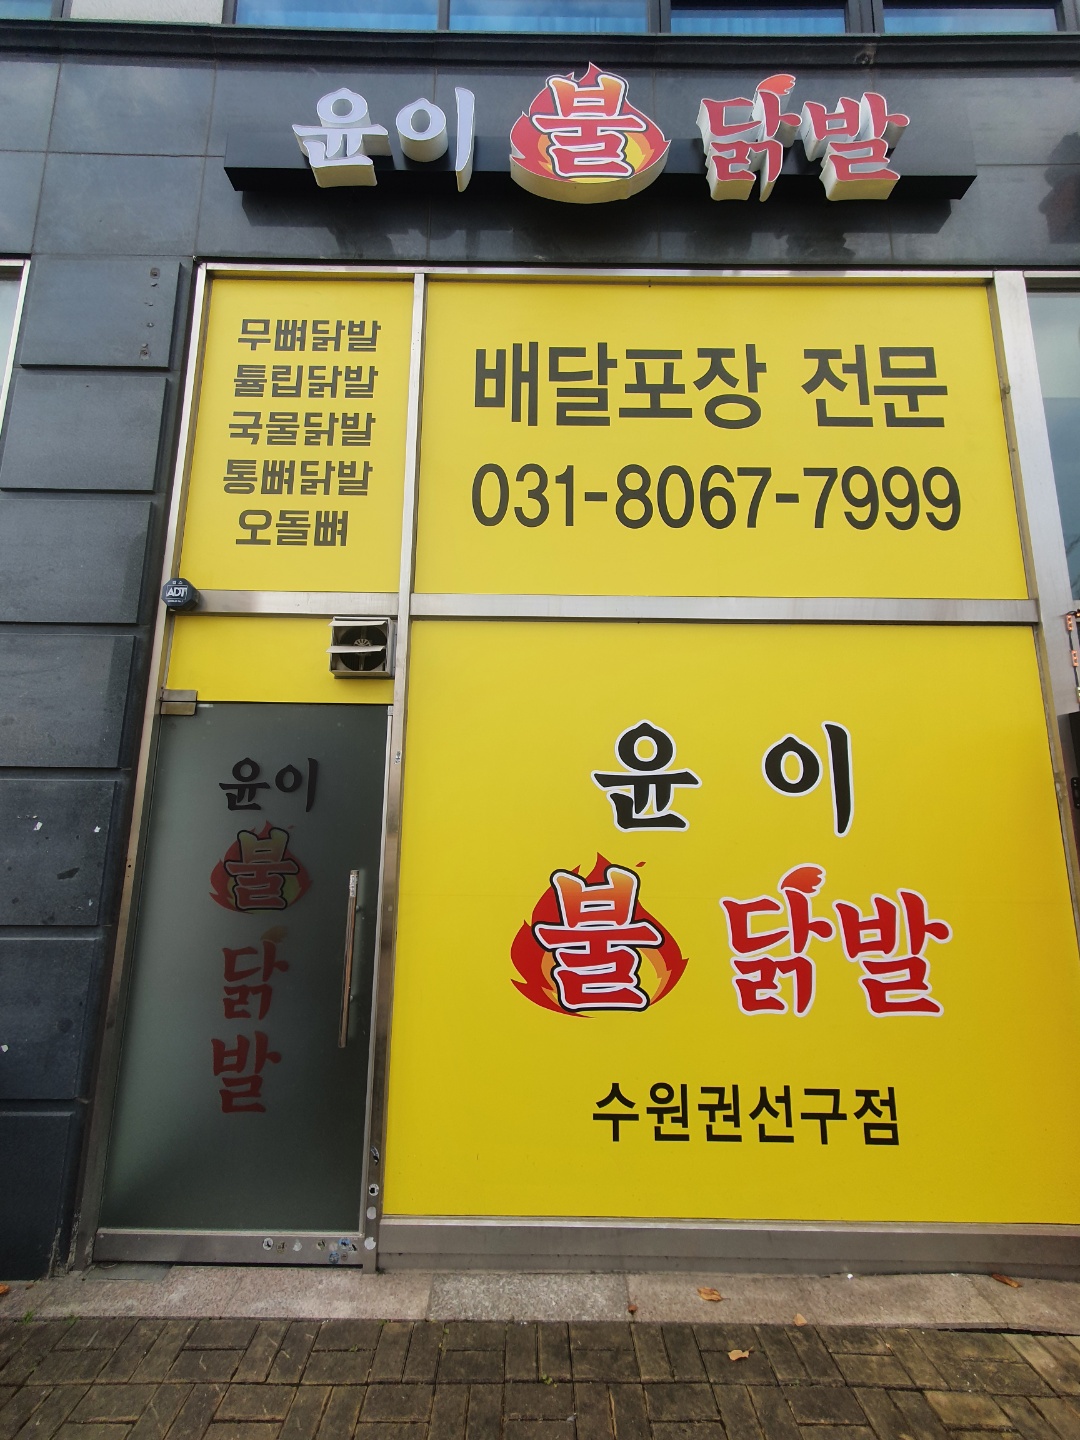 윤이 불 닭발
무뼈닭발
튤립닭발
국물닭발
통뼈닭발
오돌뼈
배달포장 전문
031-8067-7999
ADT
윤이
불
닭
발
윤이
불 닭발
수원권선구점